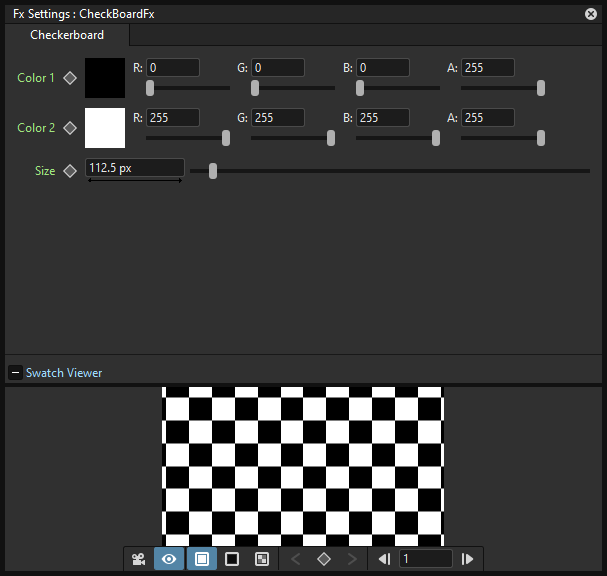 Fx Settings : CheckBoardFx
Checkerboard
Color 1 R: 0 G: 0 B: 0 A: 255
Color 2 R: 255 G: 255 B: 255 A: 255
Size 112.5 px
Swatch Viewer
1